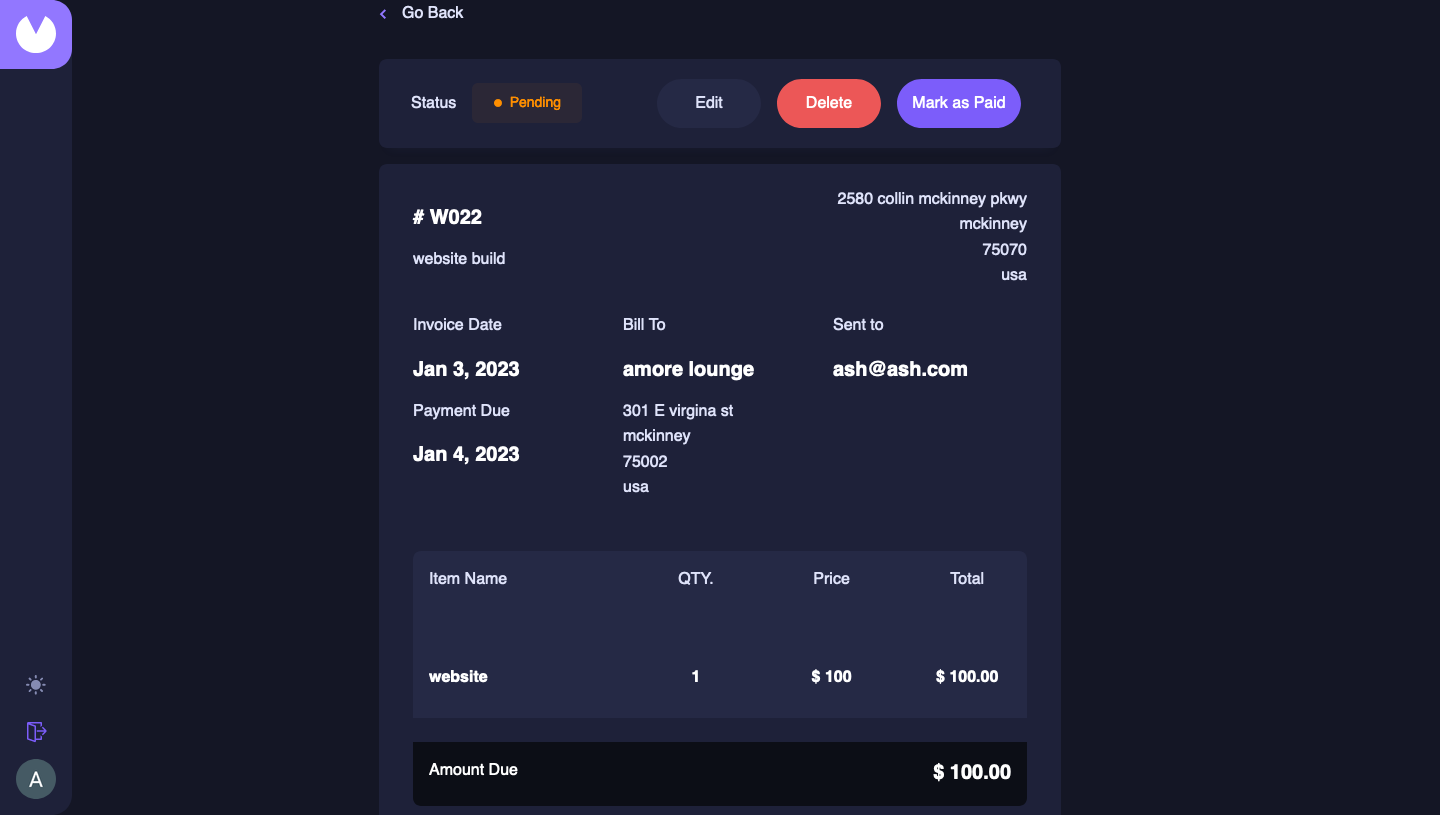 Go Back
Status
Pending
Edit
Delete
Mark as Paid
# W022
website build
2580 collin mckinney pkwy
mckinney
75070
usa
Invoice Date
Jan 3, 2023
Payment Due
Jan 4, 2023
Bill To
amore lounge
301 E virgina st
mckinney
75002
usa
Sent to
ash@ash.com
Item Name QTY. Price Total
website 1 $ 100 $ 100.00
Amount Due $ 100.00
A